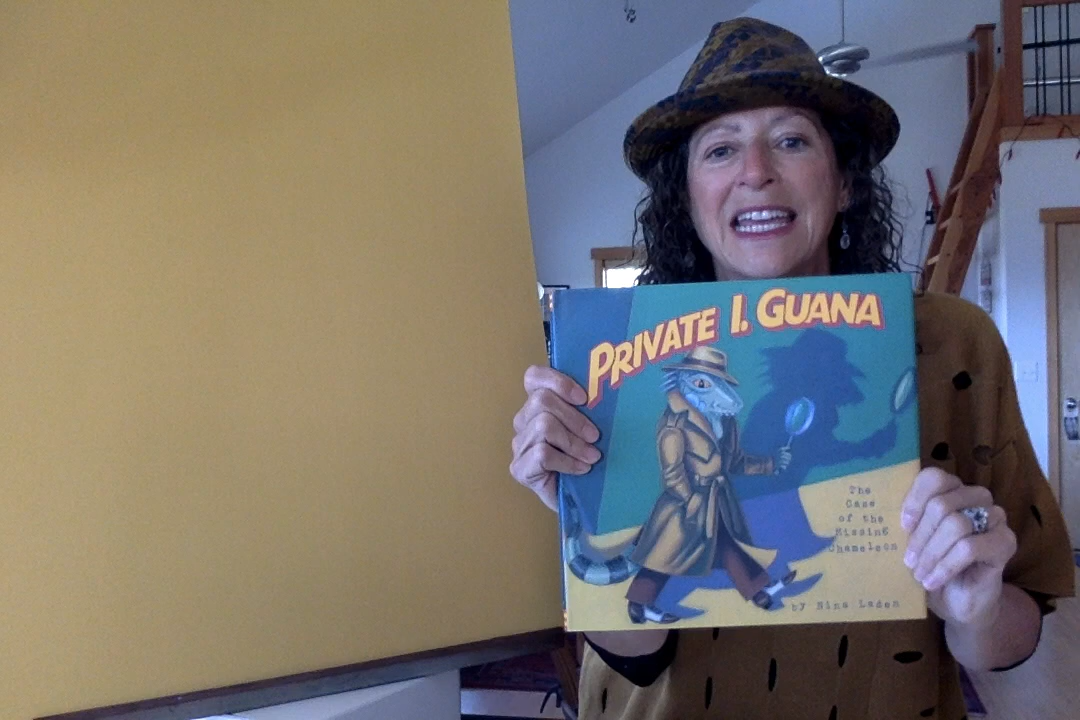 PRIVATE I. GUANA
The
Case
of the
Missing
Chameleon
by Nina Laden